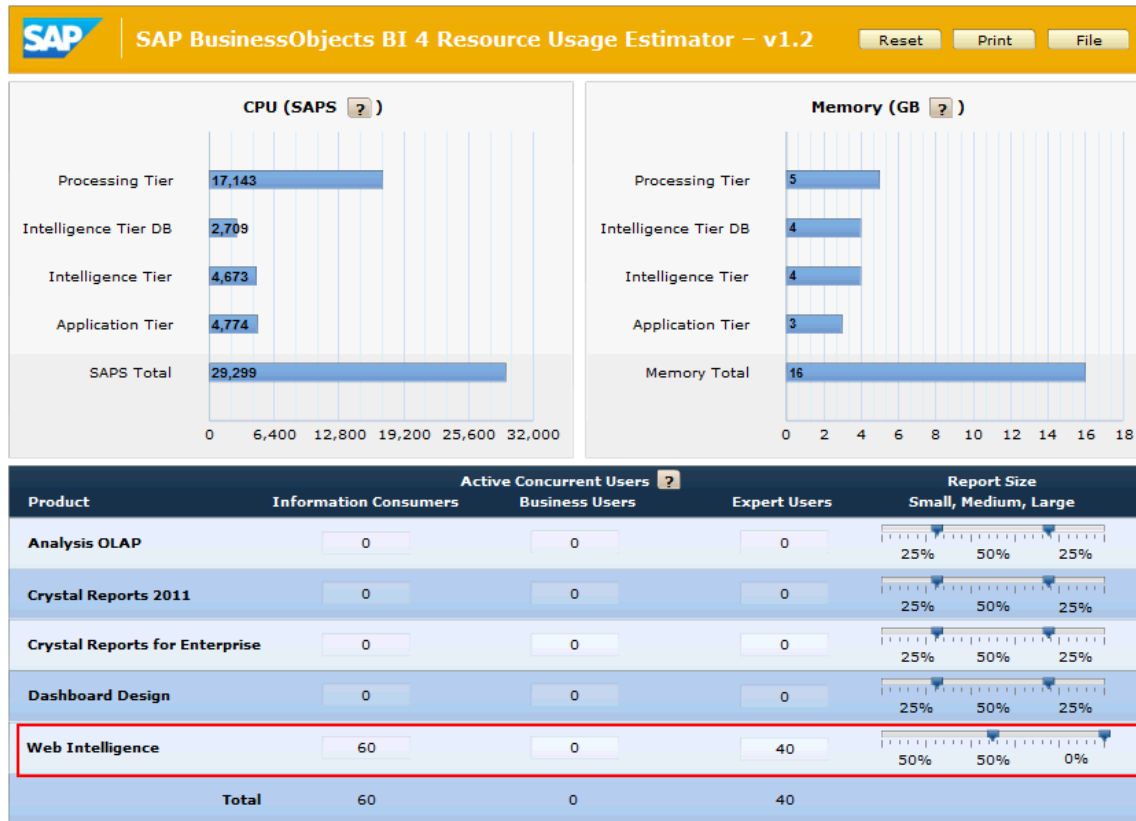 SAP SAP BusinessObjects BI 4 Resource Usage Estimator – v1.2 Reset Print File
CPU (SAPS ? )
Processing Tier 17,143
Intelligence Tier DB 2,709
Intelligence Tier 4,673
Application Tier 4,774
SAPS Total 29,299
0 6,400 12,800 19,200 25,600 32,000
Memory (GB ? )
Processing Tier 5
Intelligence Tier DB 4
Intelligence Tier 4
Application Tier 3
Memory Total 16
0 2 4 6 8 10 12 14 16 18
Active Concurrent Users ? Report Size
Product Information Consumers Business Users Expert Users Small, Medium, Large
Analysis OLAP 0 0 0 25% 50% 25%
Crystal Reports 2011 0 0 0 25% 50% 25%
Crystal Reports for Enterprise 0 0 0 25% 50% 25%
Dashboard Design 0 0 0 25% 50% 25%
Web Intelligence 60 0 40 50% 50% 0%
Total 60 0 40